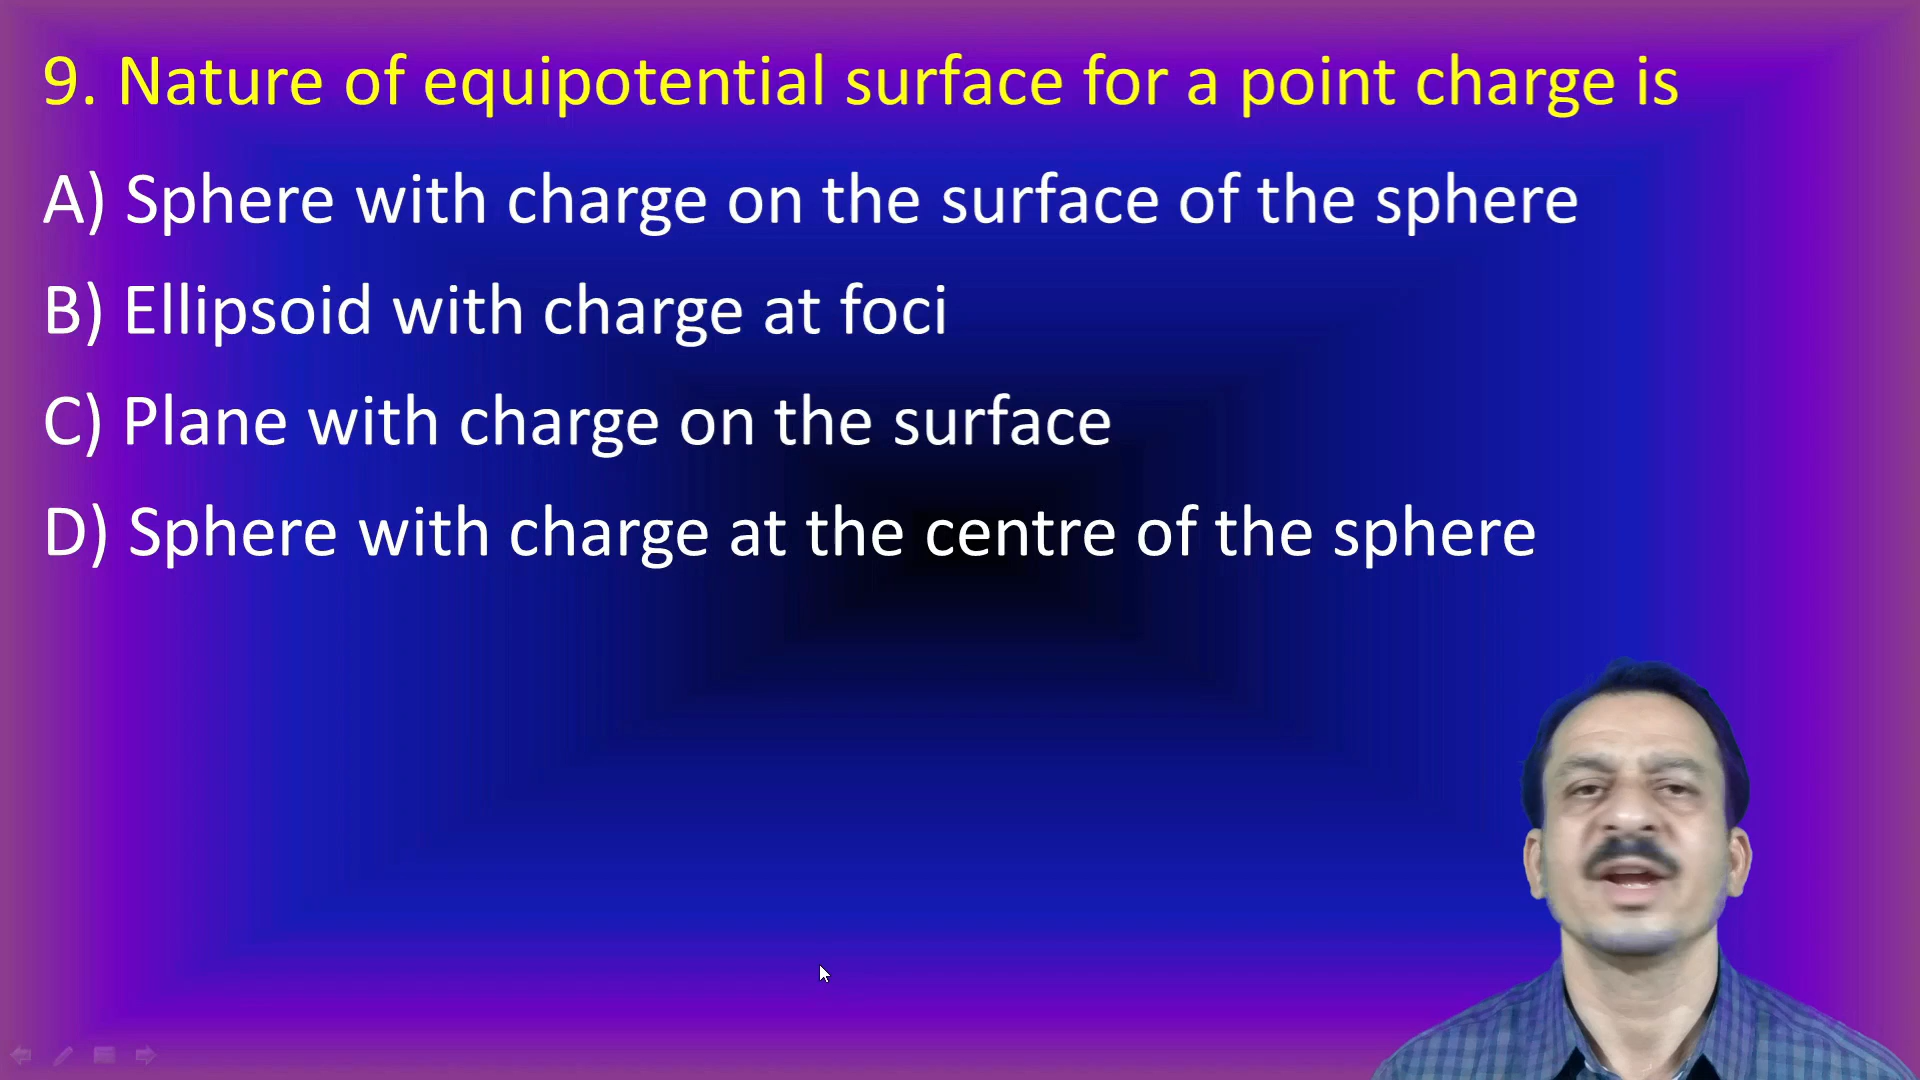 9. Nature of equipotential surface for a point charge is
A) Sphere with charge on the surface of the sphere
B) Ellipsoid with charge at foci
C) Plane with charge on the surface
D) Sphere with charge at the centre of the sphere